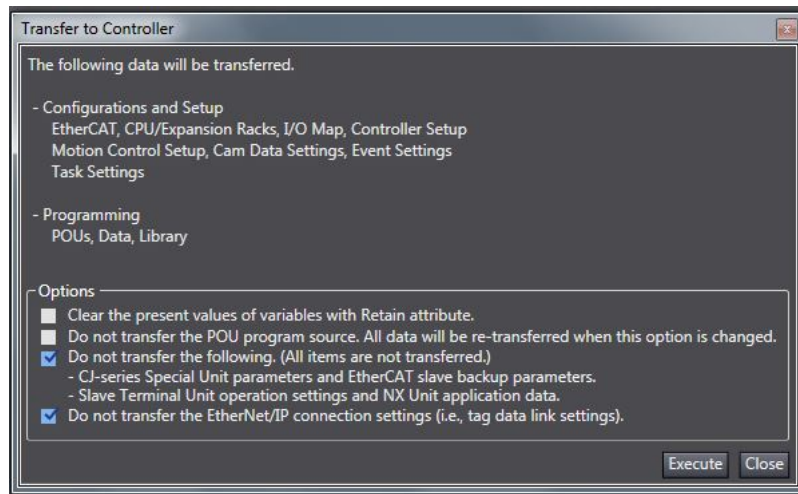 Transfer to Controller
The following data will be transferred.
- Configurations and Setup
EtherCAT, CPU/Expansion Racks, I/O Map, Controller Setup
Motion Control Setup, Cam Data Settings, Event Settings
Task Settings
- Programming
POUs, Data, Library
Options
Clear the present values of variables with Retain attribute.
Do not transfer the POU program source. All data will be re-transferred when this option is changed.
Do not transfer the following. (All items are not transferred.)
- CJ-series Special Unit parameters and EtherCAT slave backup parameters.
- Slave Terminal Unit operation settings and NX Unit application data.
Do not transfer the EtherNet/IP connection settings (i.e., tag data link settings).
Execute Close